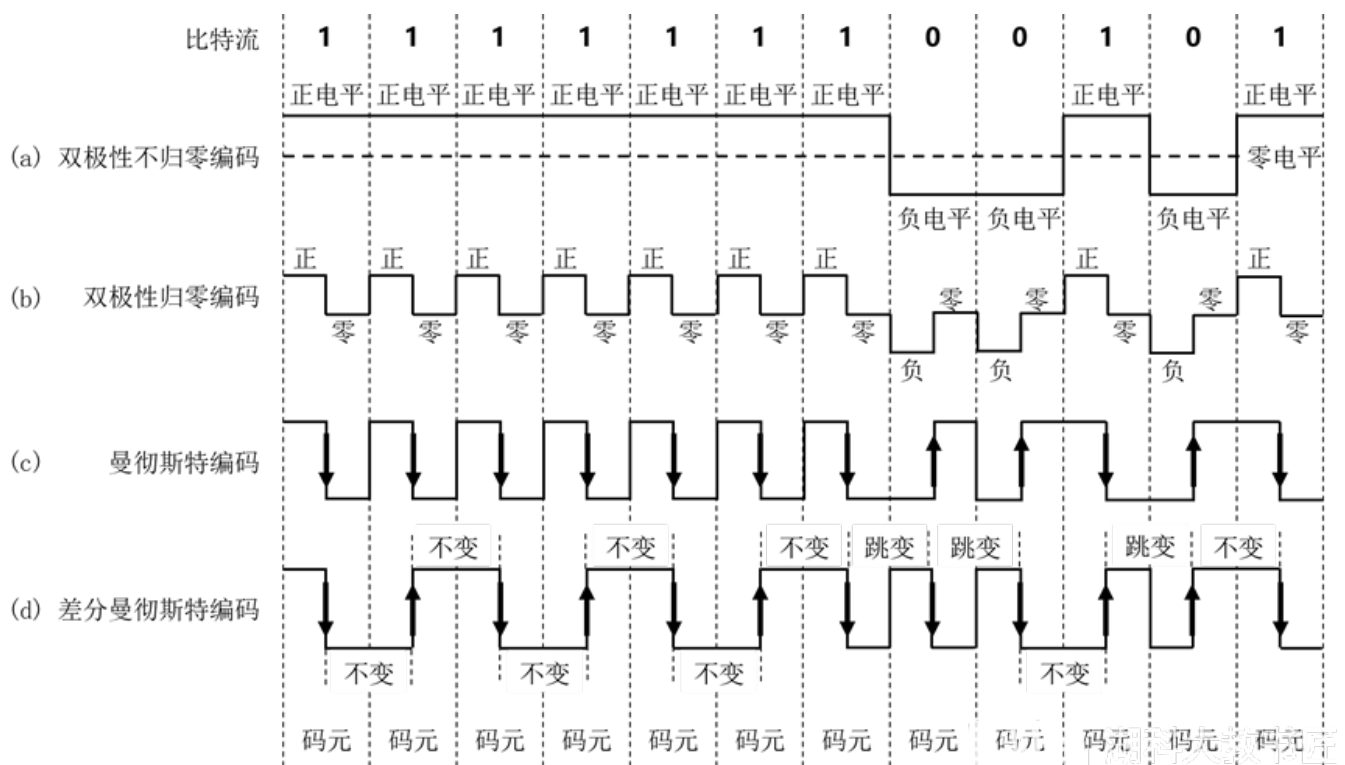 比特流 1 1 1 1 1 1 1 0 0 1 0 1
正电平 正电平 正电平 正电平 正电平 正电平 正电平 正电平 正电平
(a) 双极性不归零编码 零电平
负电平 负电平 负电平
正 正 正 正 正 正 正 正 正
(b) 双极性归零编码 零 零 零
零 零 零 零 零 零 零 零 零
负 负 负
(c) 曼彻斯特编码
不变 不变 不变 跳变 跳变 跳变 不变
(d) 差分曼彻斯特编码
不变 不变 不变 不变
码元 码元 码元 码元 码元 码元 码元 码元 码元 码元 码元 码元